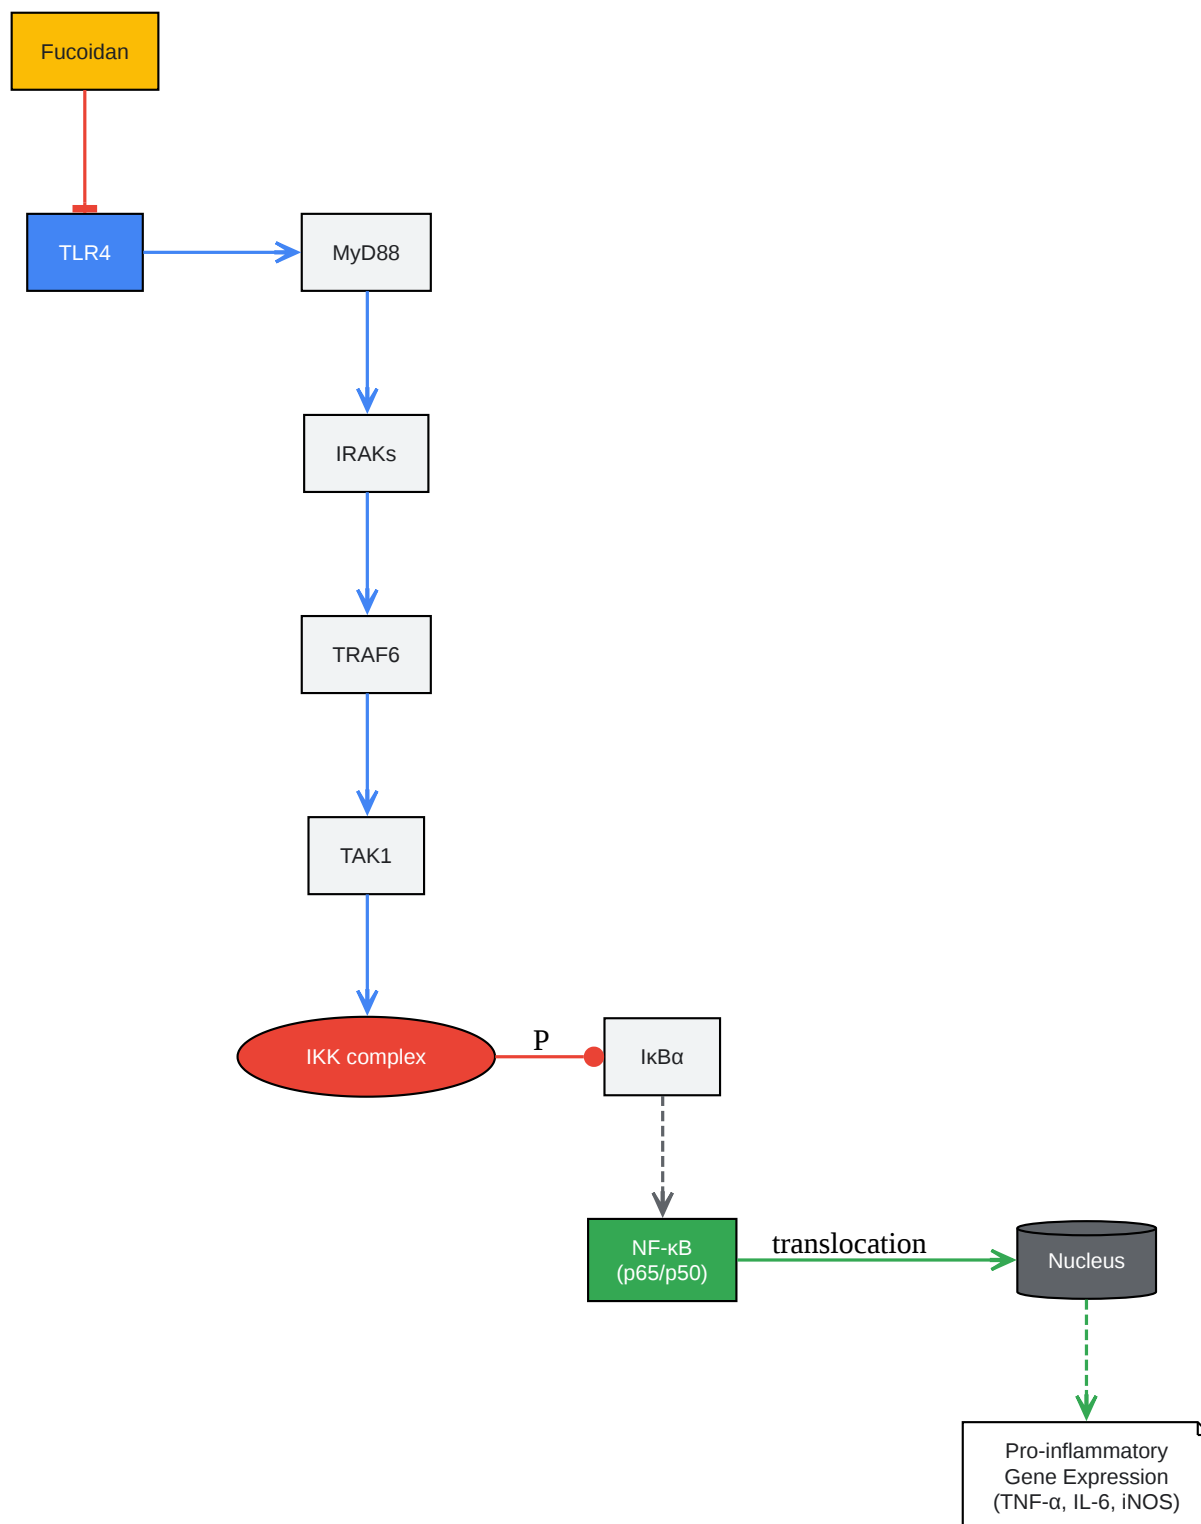 Fucoidan
TLR4
MyD88
IRAKs
TRAF6
TAK1
IKK complex
P
IκBα
NF-κB
(p65/p50)
translocation
Nucleus
Pro-inflammatory
Gene Expression
(TNF-α, IL-6, iNOS)